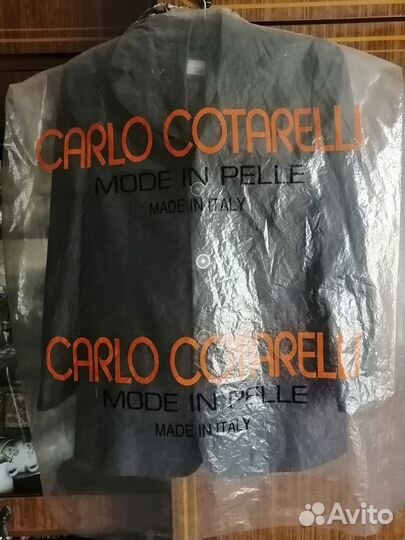 CARLO COTARELLI
MODE IN PELLE
MADE IN ITALY
CARLO COTARELLI
MODE IN PELLE
MADE IN ITALY
Avito